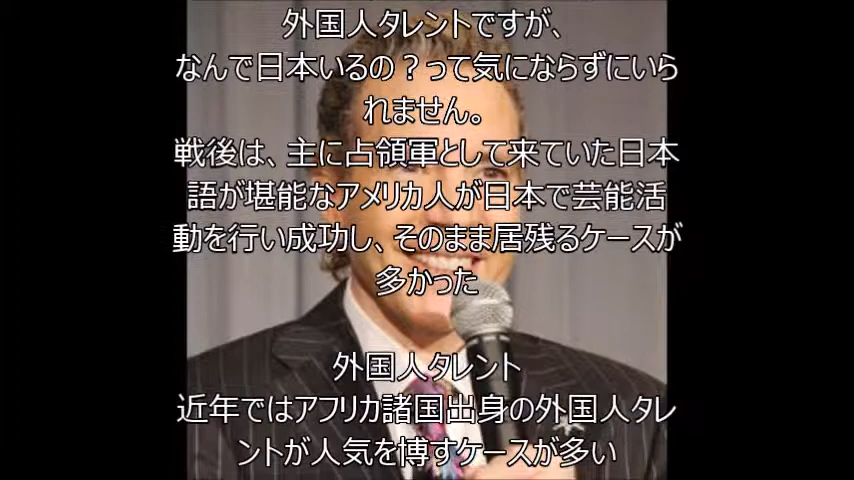 外国人タレントですが、
なんで日本いるの？って気にならずにいら
れません。
戦後は、主に占領軍として来ていた日本
語が堪能なアメリカ人が日本で芸能活
動を行い成功し、そのまま居残るケースが
多かった
外国人タレント
近年ではアフリカ諸国出身の外国人タレ
ントが人気を博すケースが多い